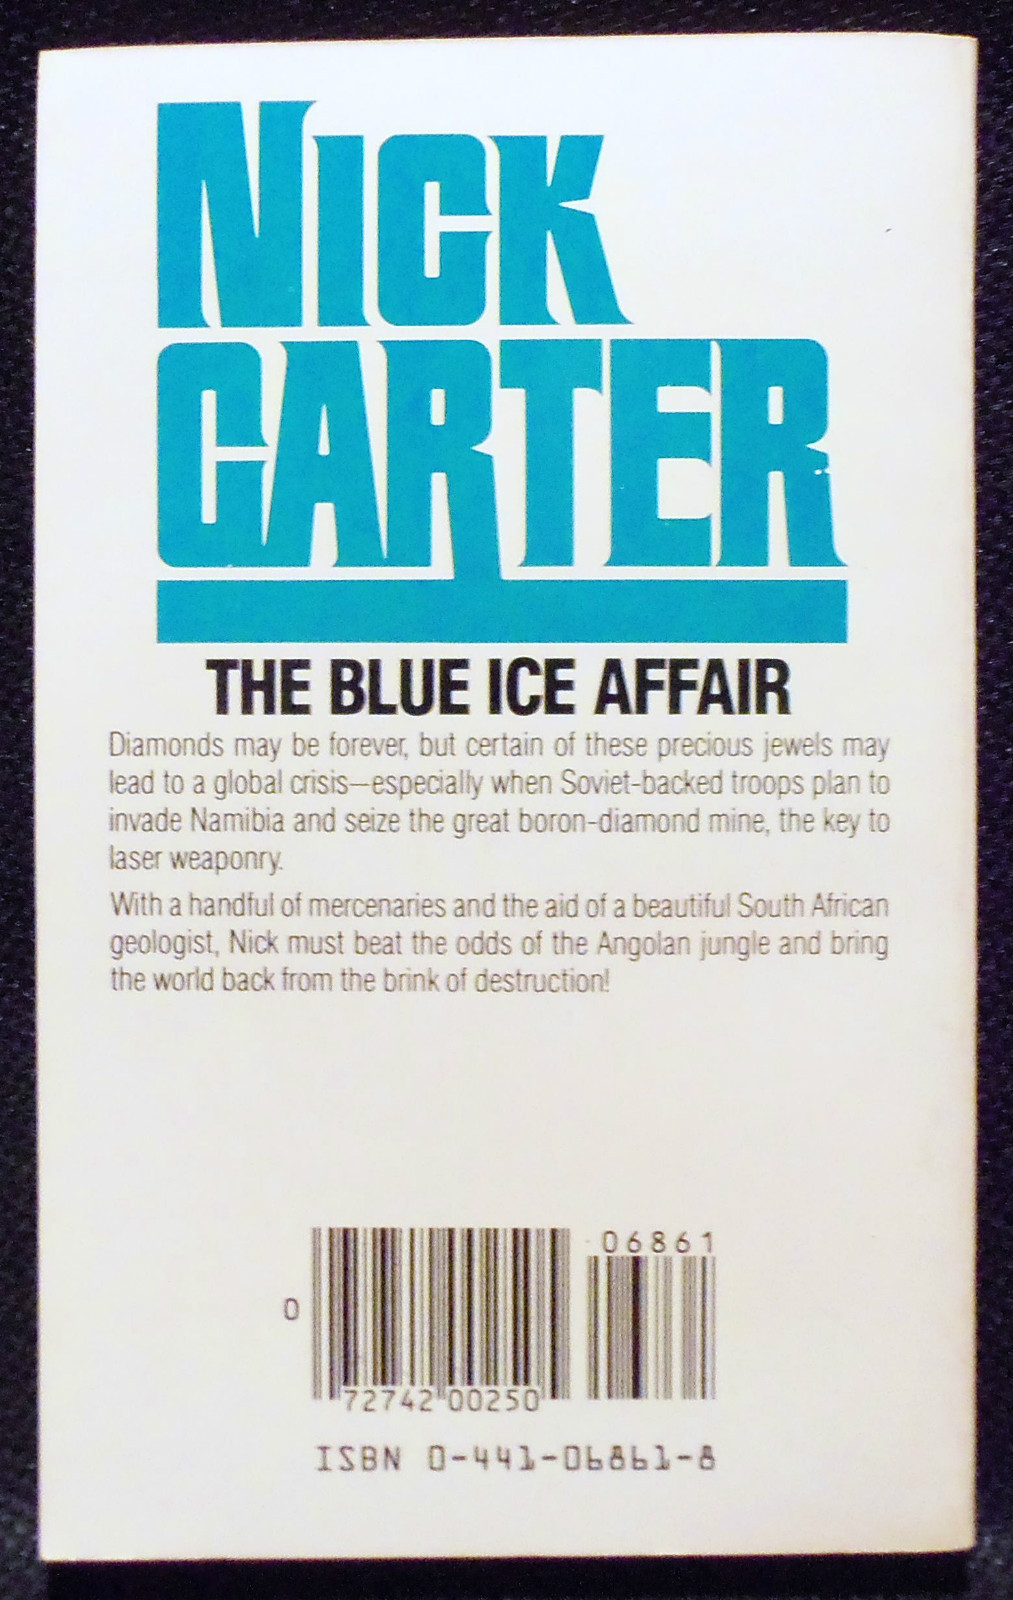 NICK
CARTER
THE BLUE ICE AFFAIR
Diamonds may be forever, but certain of these precious jewels may
lead to a global crisis—especially when Soviet-backed troops plan to
invade Namibia and seize the great boron-diamond mine, the key to
laser weaponry.
With a handful of mercenaries and the aid of a beautiful South African
geologist, Nick must beat the odds of the Angolan jungle and bring
the world back from the brink of destruction!
06861
0
72742 00250
ISBN 0-441-06861-8